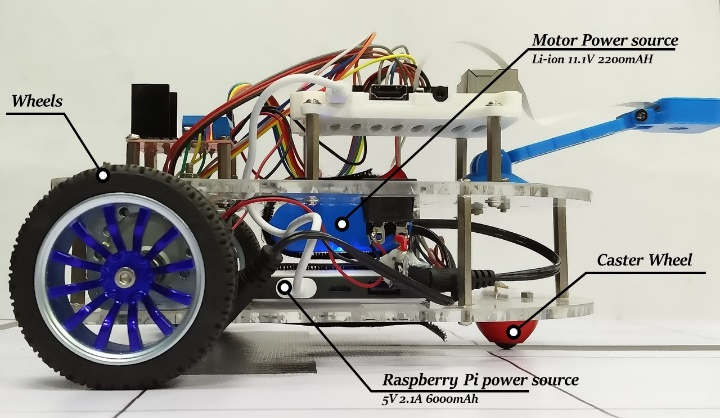 Motor Power source
Li-ion 11.1V 2200mAH
Wheels
Caster Wheel
Raspberry Pi power source
5V 2.1A 6000mAh